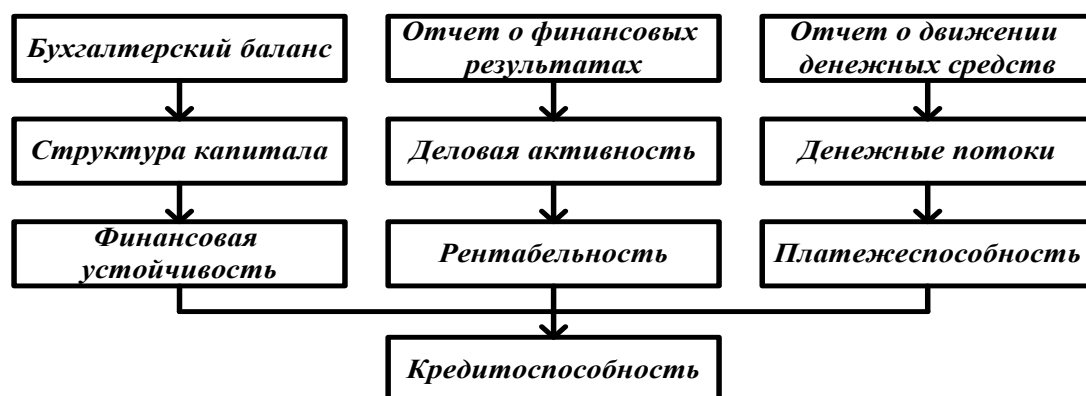 Бухгалтерский баланс
Отчет о финансовых
результатах
Отчет о движении
денежных средств
Структура капитала
Деловая активность
Денежные потоки
Финансовая
устойчивость
Рентабельность
Платежеспособность
Кредитоспособность